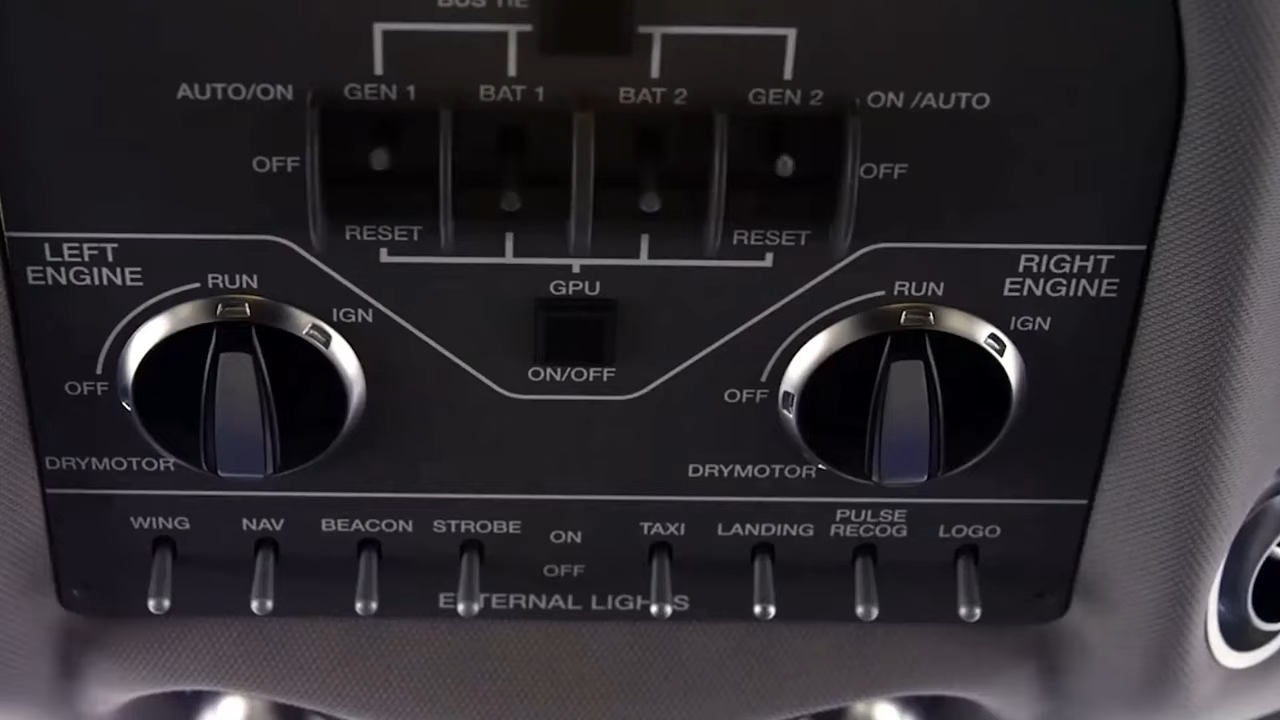 BUS TIE
AUTO/ON GEN 1 BAT 1 BAT 2 GEN 2 ON /AUTO
OFF OFF
RESET RESET
LEFT
ENGINE
RIGHT
ENGINE
GPU
ON/OFF
RUN
IGN
OFF
DRYMOTOR
RUN
IGN
OFF
DRYMOTOR
WING NAV BEACON STROBE ON TAXI LANDING PULSE RECOG LOGO
OFF
EXTERNAL LIGHTS